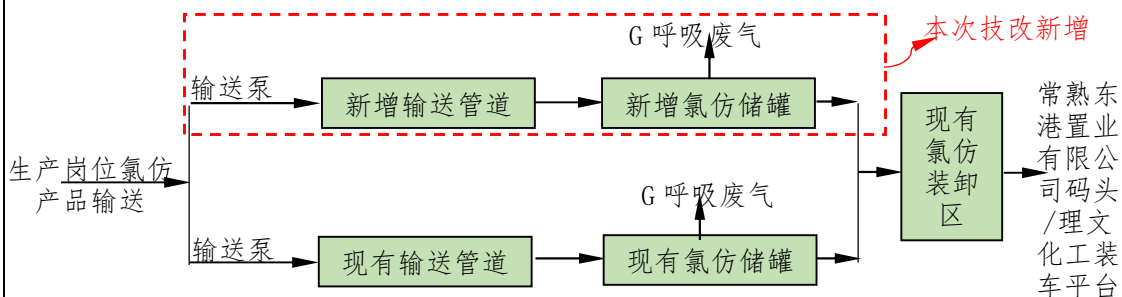 G 呼吸废气
本次技改新增
输送泵
新增输送管道
新增氯仿储罐
生产岗位氯仿
产品输送
现有
氯仿
装卸
区
常熟东
港置业
有限公
司码头
/理文
化工装
车平台
G 呼吸废气
输送泵
现有输送管道
现有氯仿储罐